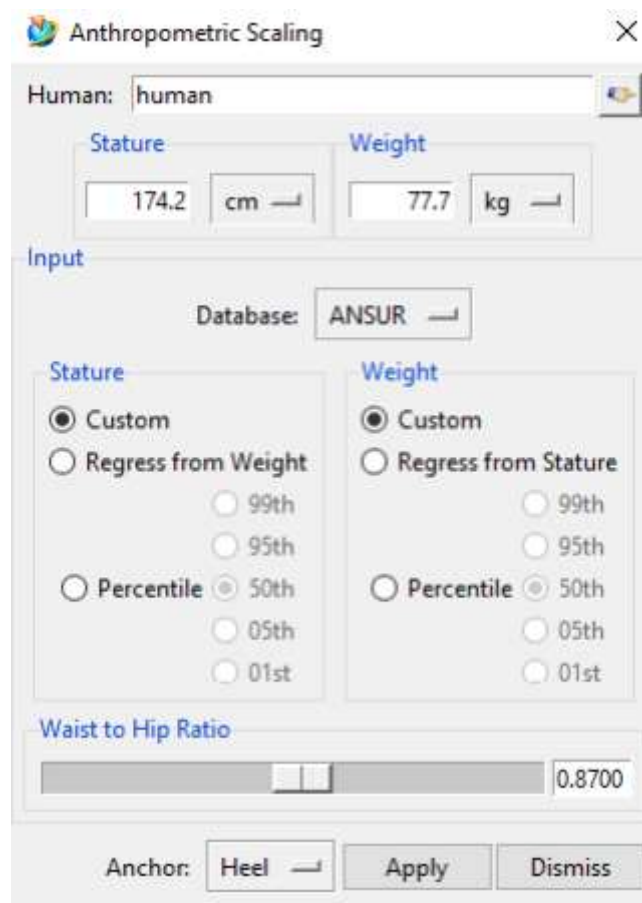 Anthropometric Scaling
Human: human
Stature Weight
174.2 cm 77.7 kg
Input
Database: ANSUR
Stature Weight
Custom Custom
Regress from Weight Regress from Stature
99th 99th
95th 95th
Percentile 50th Percentile 50th
05th 05th
01st 01st
Waist to Hip Ratio
0.8700
Anchor: Heel Apply Dismiss